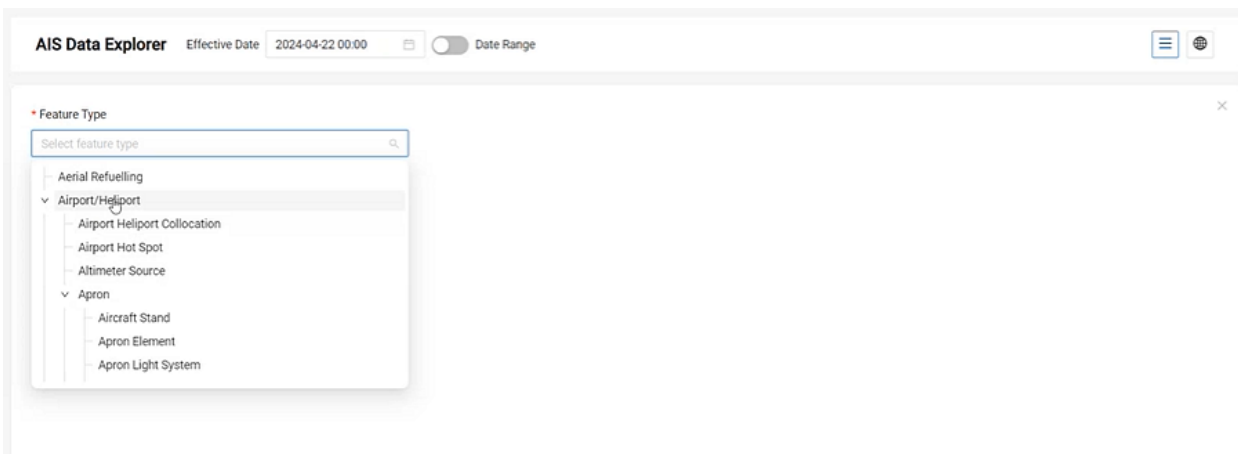 AIS Data Explorer Effective Date 2024-04-22 00:00 Date Range
* Feature Type
Select feature type
Aerial Refuelling
Airport/Heliport
Airport Heliport Collocation
Airport Hot Spot
Altimeter Source
Apron
Aircraft Stand
Apron Element
Apron Light System